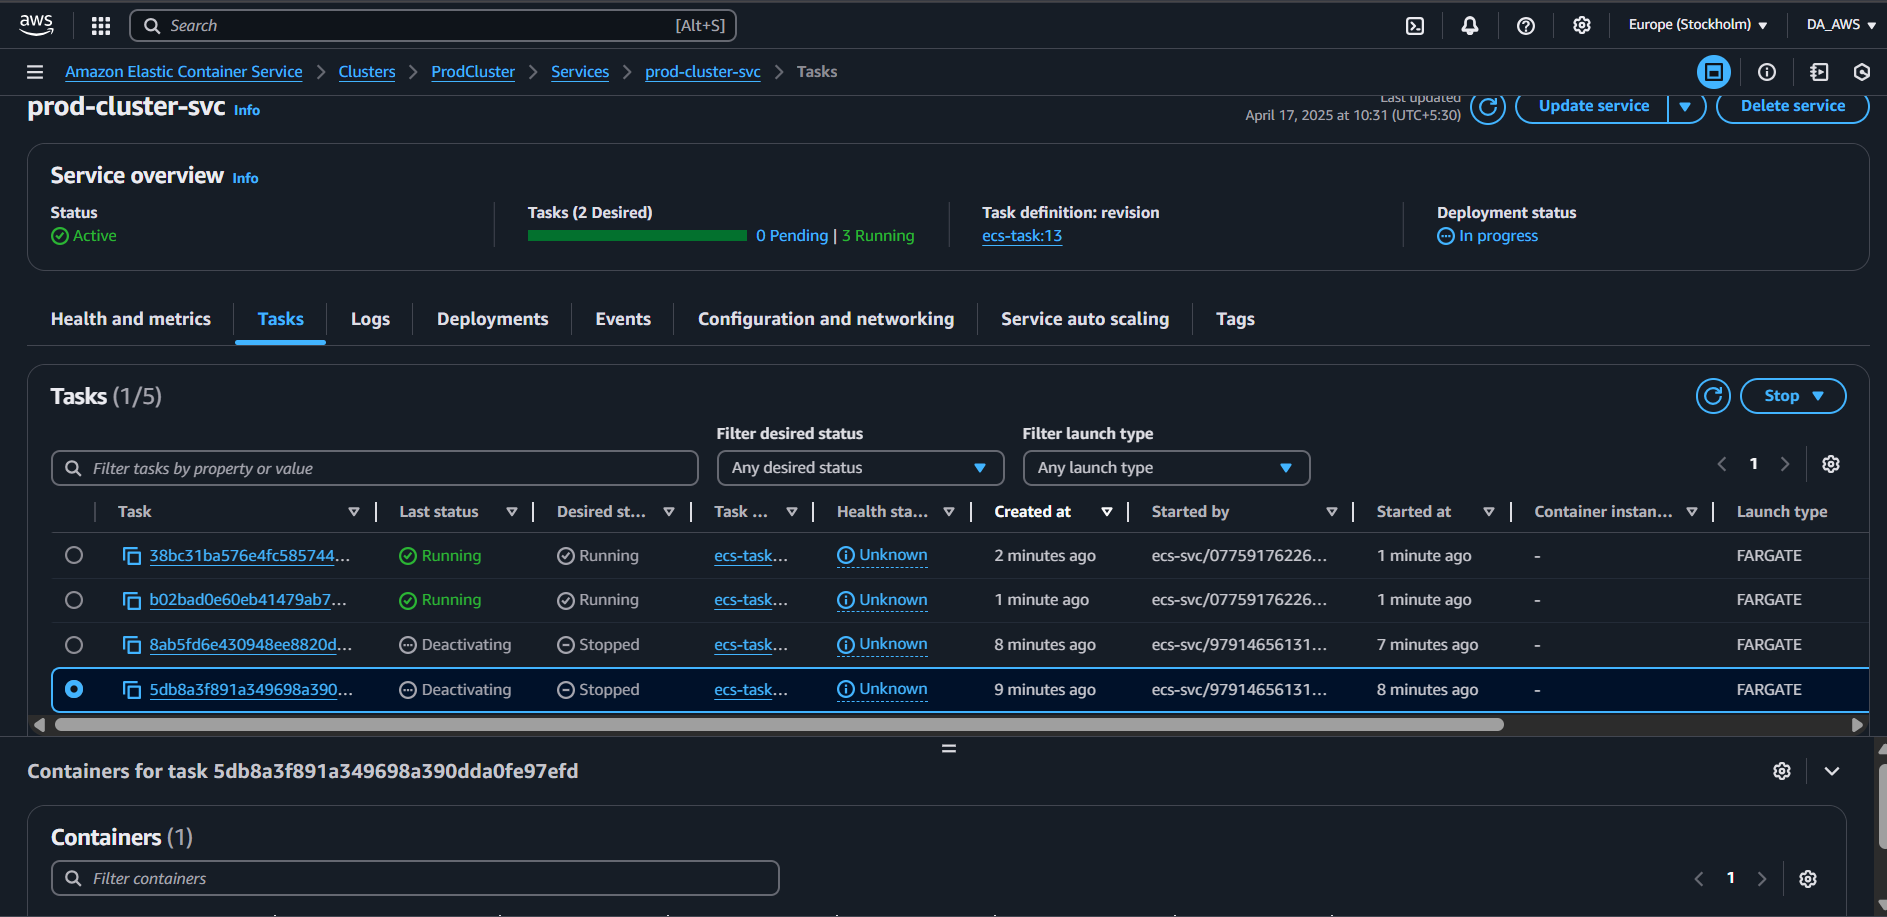 aws
Search [Alt+S]
Europe (Stockholm)
DA_AWS
Amazon Elastic Container Service
Clusters
ProdCluster
Services
prod-cluster-svc
Tasks
prod-cluster-svc Info
Last updated
April 17, 2025 at 10:31 (UTC+5:30)
Update service
Delete service
Service overview Info
Status
Active
Tasks (2 Desired)
0 Pending | 3 Running
Task definition: revision
ecs-task:13
Deployment status
In progress
Health and metrics
Tasks
Logs
Deployments
Events
Configuration and networking
Service auto scaling
Tags
Tasks (1/5)
Stop
Filter desired status
Filter launch type
Filter tasks by property or value
Any desired status
Any launch type
1
Task Last status Desired st... Task ... Health sta... Created at Started by Started at Container instan... Launch type
38bc31ba576e4fc585744... Running Running ecs-task... Unknown 2 minutes ago ecs-svc/07759176226... 1 minute ago - FARGATE
b02bad0e60eb41479ab7... Running Running ecs-task... Unknown 1 minute ago ecs-svc/07759176226... 1 minute ago - FARGATE
8ab5fd6e430948ee8820d... Deactivating Stopped ecs-task... Unknown 8 minutes ago ecs-svc/97914656131... 7 minutes ago - FARGATE
5db8a3f891a349698a390... Deactivating Stopped ecs-task... Unknown 9 minutes ago ecs-svc/97914656131... 8 minutes ago - FARGATE
Containers for task 5db8a3f891a349698a390dda0fe97efd
Containers (1)
Filter containers
1